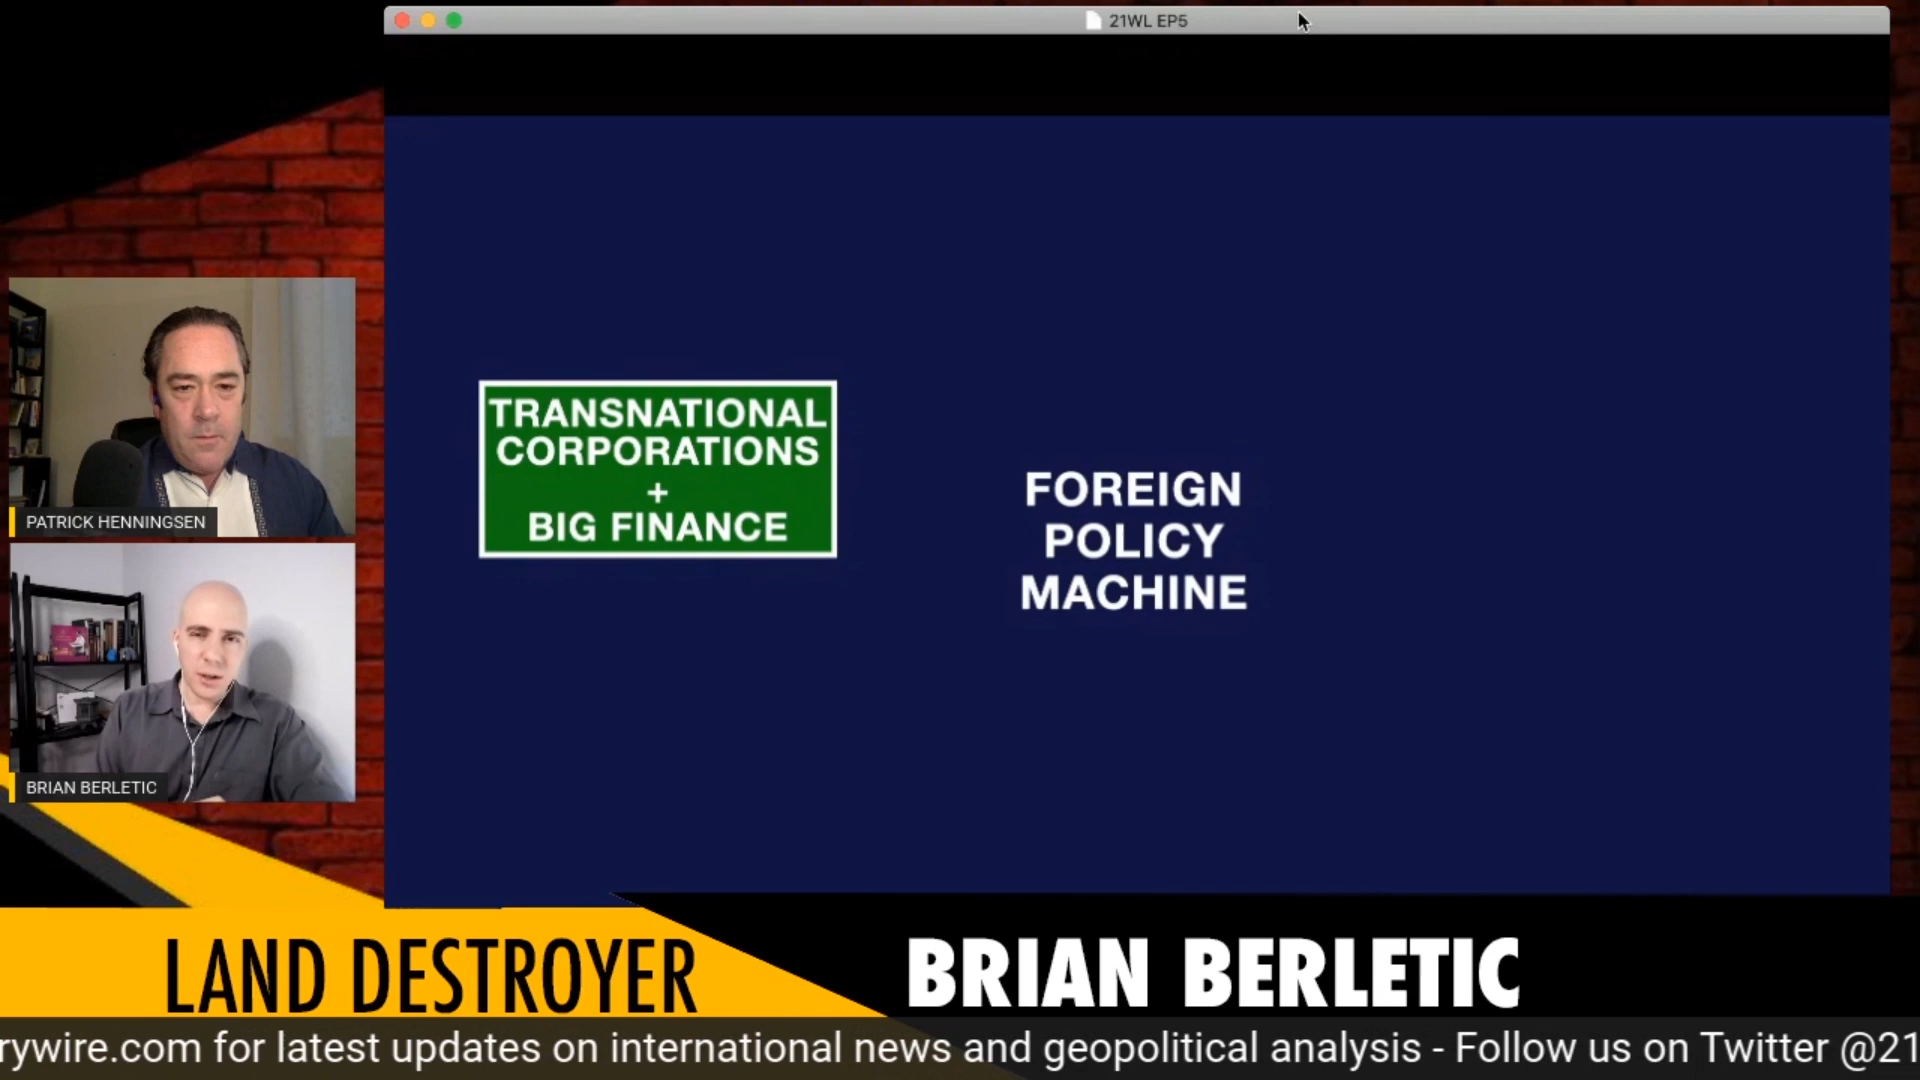 21WL EP5
TRANSNATIONAL
CORPORATIONS
+
BIG FINANCE
FOREIGN
POLICY
MACHINE
PATRICK HENNINGSEN
BRIAN BERLETIC
LAND DESTROYER
BRIAN BERLETIC
rywire.com for latest updates on international news and geopolitical analysis - Follow us on Twitter @21